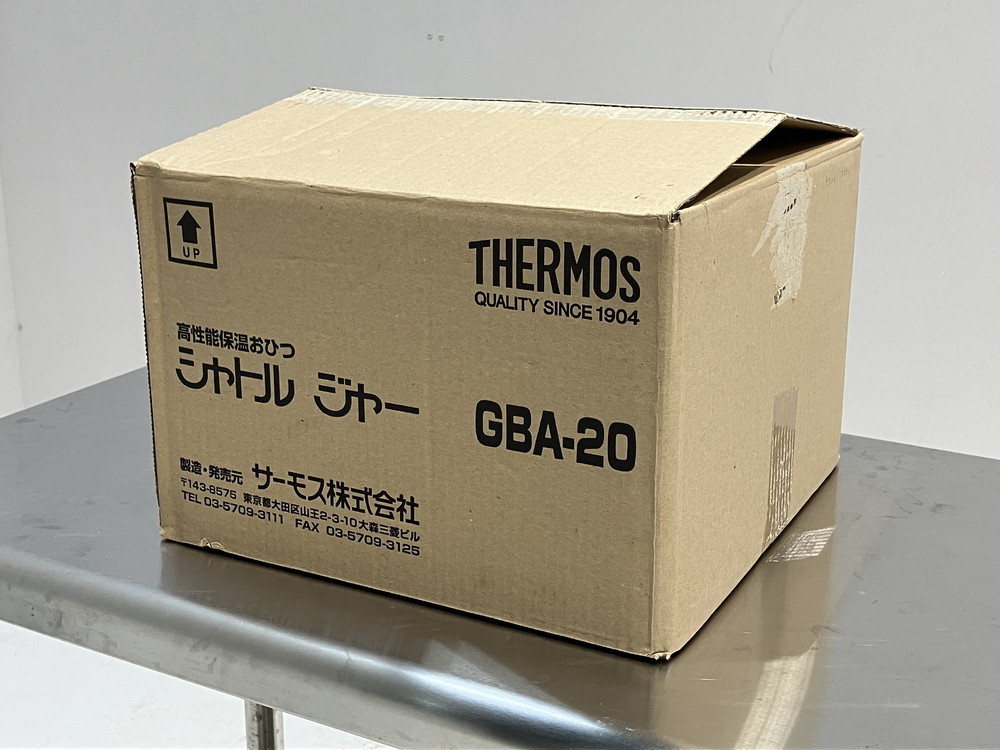 UP
THERMOS
QUALITY SINCE 1904
高性能保温おひつ
シャトル ジャー
GBA-20
製造・発売元 サーモス株式会社
〒143-8575 東京都大田区山王2-3-10大森三菱ビル
TEL 03-5709-3111 FAX 03-5709-3125